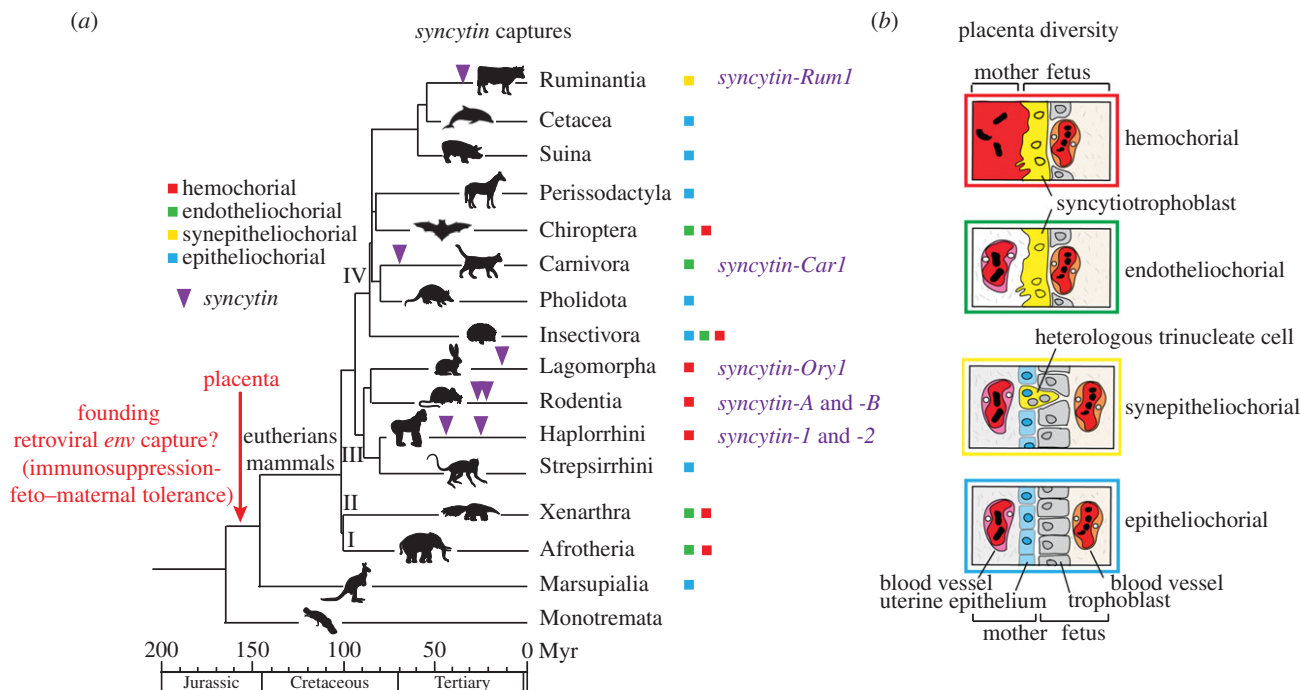 (a)
syncytin captures
Ruminantia
syncytin-Rum1
Cetacea
Suina
Perissodactyla
Chiroptera
Carnivora
syncytin-Car1
Pholidota
Insectivora
Lagomorpha
syncytin-Ory1
Rodentia
syncytin-A and -B
Haplorrhini
syncytin-1 and -2
Strepsirrhini
Xenarthra
Afrotheria
Marsupialia
Monotremata
hemochorial
endotheliochorial
synepitheliochorial
epitheliochorial
syncytin
IV
III
II
I
placenta
founding
retroviral env capture?
(immunosuppression-
feto–maternal tolerance)
eutherians
mammals
200 150 100 50 0 Myr
Jurassic Cretaceous Tertiary
(b)
placenta diversity
mother fetus
hemochorial
syncytiotrophoblast
endotheliochorial
heterologous trinucleate cell
synepitheliochorial
epitheliochorial
blood vessel
uterine epithelium
trophoblast
blood vessel
mother fetus